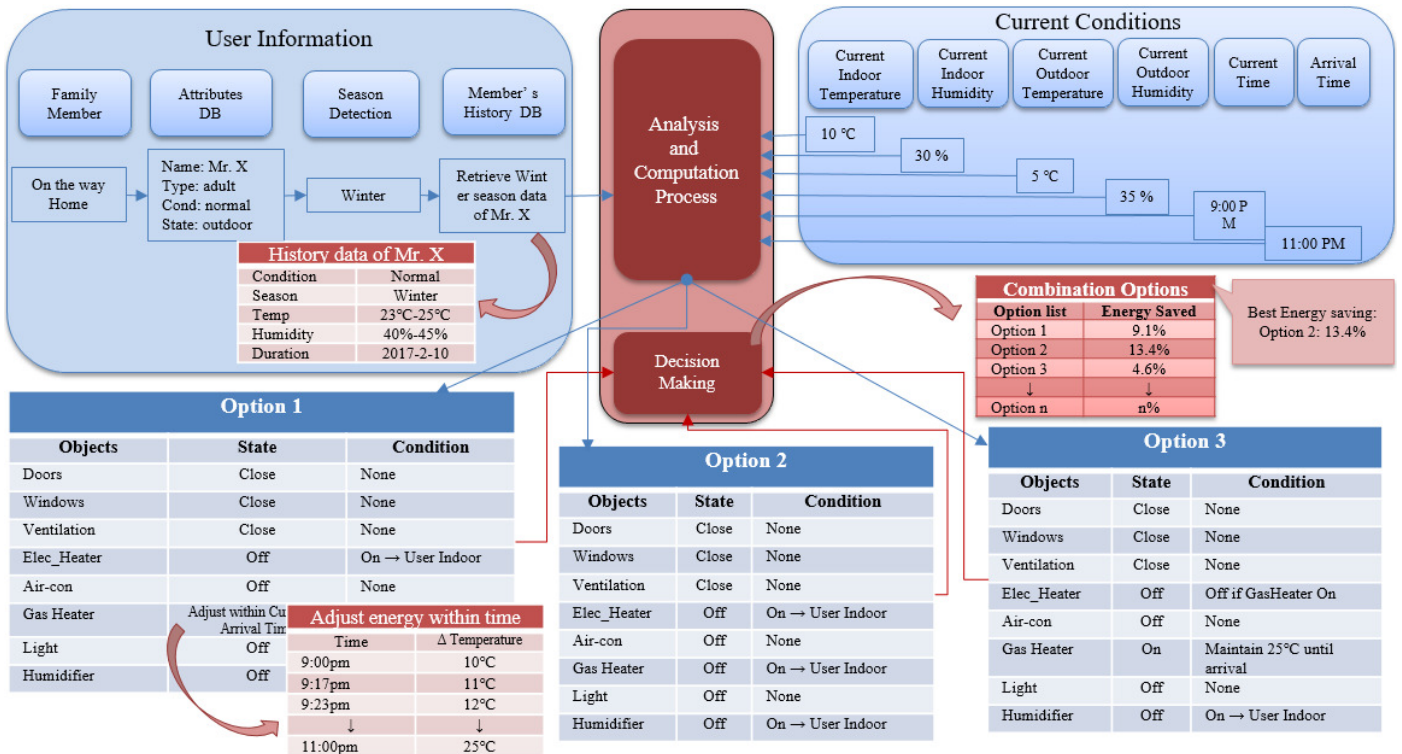 User Information
Family
Member
Attributes
DB
Season
Detection
Member's
History DB
On the way
Home
Name: Mr. X
Type: adult
Cond: normal
State: outdoor
Winter
Retrieve Wint
er season data
of Mr. X
History data of Mr. X
Condition Normal
Season Winter
Temp 23℃-25℃
Humidity 40%-45%
Duration 2017-2-10
Analysis
and
Computation
Process
Decision
Making
Current Conditions
Current
Indoor
Temperature
Current
Indoor
Humidity
Current
Outdoor
Temperature
Current
Outdoor
Humidity
Current
Time
Arrival
Time
10 ℃
30 %
5 ℃
35 %
9:00 P
M
11:00 PM
Combination Options
Option list Energy Saved
Option 1 9.1%
Option 2 13.4%
Option 3 4.6%
↓ ↓
Option n n%
Best Energy saving:
Option 2: 13.4%
Option 1
Objects State Condition
Doors Close None
Windows Close None
Ventilation Close None
Elec_Heater Off On → User Indoor
Air-con Off None
Gas Heater Adjust within Cu
Arrival Tim
Light Off
Humidifier Off
Adjust energy within time
Time Δ Temperature
9:00pm 10℃
9:17pm 11℃
9:23pm 12℃
↓ ↓
11:00pm 25℃
Option 2
Objects State Condition
Doors Close None
Windows Close None
Ventilation Close None
Elec_Heater Off On → User Indoor
Air-con Off None
Gas Heater Off On → User Indoor
Light Off None
Humidifier Off On → User Indoor
Option 3
Objects State Condition
Doors Close None
Windows Close None
Ventilation Close None
Elec_Heater Off Off if GasHeater On
Air-con Off None
Gas Heater On Maintain 25℃ until
arrival
Light Off None
Humidifier Off On → User Indoor